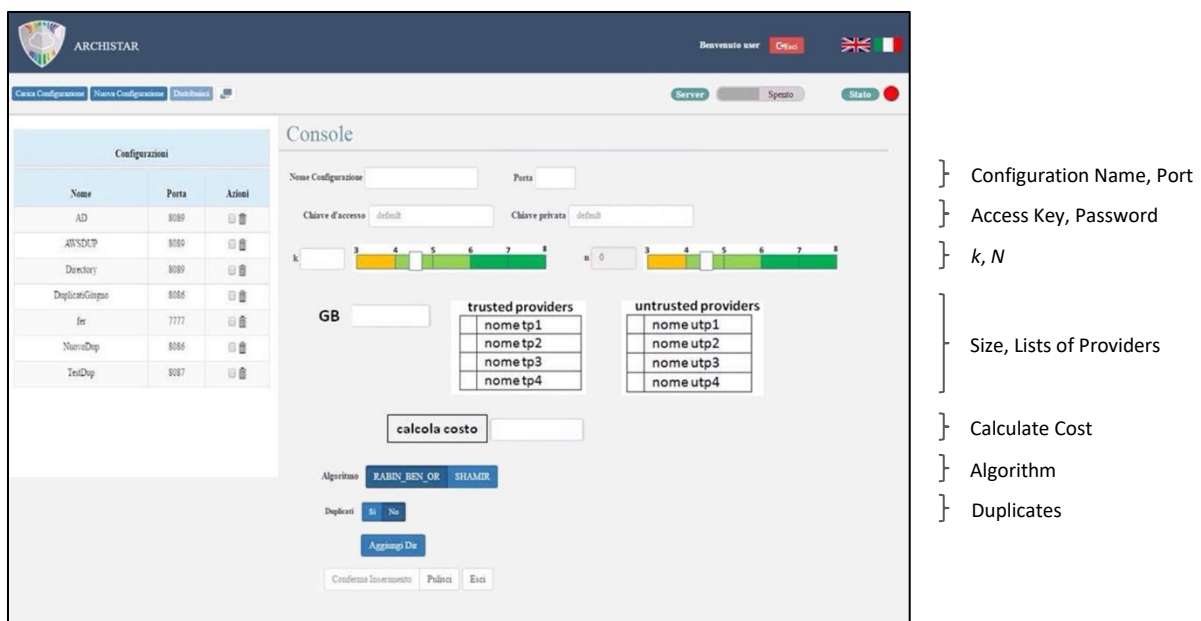 ARCHISTAR
Benvenuto user Esci
Carica Configurazione Nuova Configurazione Distribuisci
Server Spento Stato
Configurazioni
Nome Porta Azioni
AD 8089
AWSDUP 8089
Directory 8089
DuplicatiGiugno 8086
fer 7777
NuovoDup 8086
TestDup 8087
Console
Nome Configurazione Porta
Chiave d'accesso default Chiave privata default
k 3 4 5 6 7 8 n 0 3 4 5 6 7 8
GB
trusted providers
nome tp1
nome tp2
nome tp3
nome tp4
untrusted providers
nome utp1
nome utp2
nome utp3
nome utp4
calcola costo
Algoritmo RABIN_BEN_OR SHAMIR
Duplicati Si No
Aggiungi Dir
Conferma Inserimento Pulisci Esci
Configuration Name, Port
Access Key, Password
k, N
Size, Lists of Providers
Calculate Cost
Algorithm
Duplicates